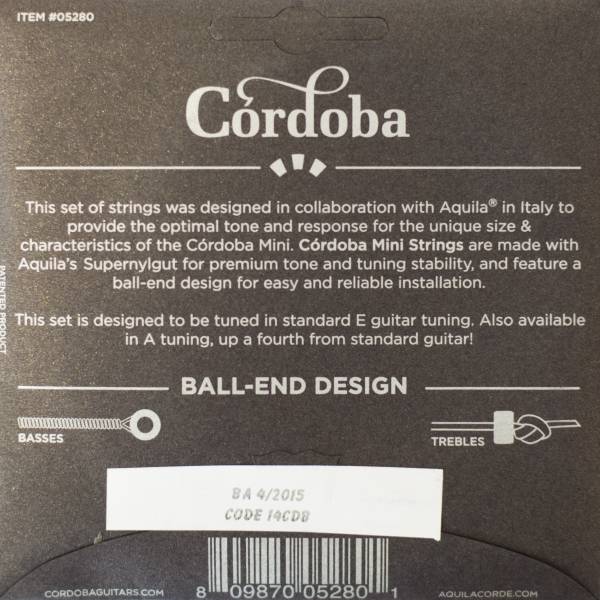 ITEM #05280
Córdoba
This set of strings was designed in collaboration with Aquila® in Italy to
provide the optimal tone and response for the unique size &
characteristics of the Córdoba Mini. Córdoba Mini Strings are made with
Aquila's Supernylgut for premium tone and tuning stability, and feature a
ball-end design for easy and reliable installation.
PATENTED PRODUCT
This set is designed to be tuned in standard E guitar tuning. Also available
in A tuning, up a fourth from standard guitar!
BALL-END DESIGN
BASSES
TREBLES
BA 4/2015
CODE 14CDB
CORDOBAGUITARS.COM
8 09870 05280 1
AQUILACORDE.COM